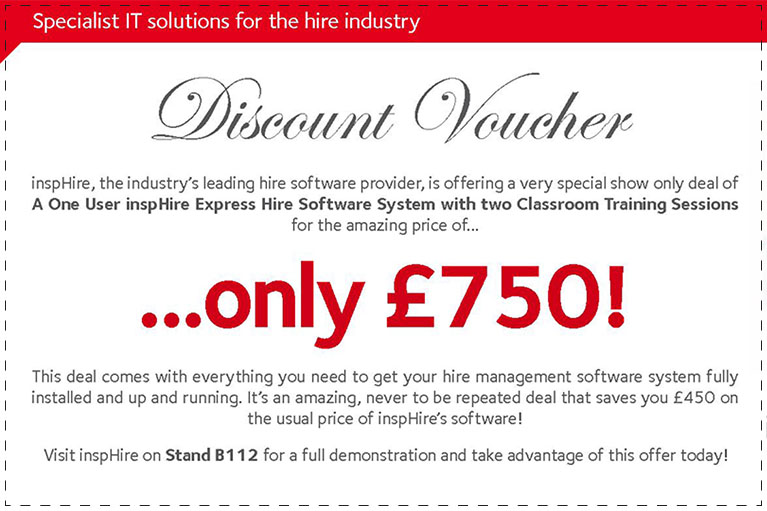 Specialist IT solutions for the hire industry
Discount Voucher
inspHire, the industry's leading hire software provider, is offering a very special show only deal of
A One User inspHire Express Hire Software System with two Classroom Training Sessions
for the amazing price of...
...only £750!
This deal comes with everything you need to get your hire management software system fully
installed and up and running. It's an amazing, never to be repeated deal that saves you £450 on
the usual price of inspHire's software!
Visit inspHire on Stand B112 for a full demonstration and take advantage of this offer today!